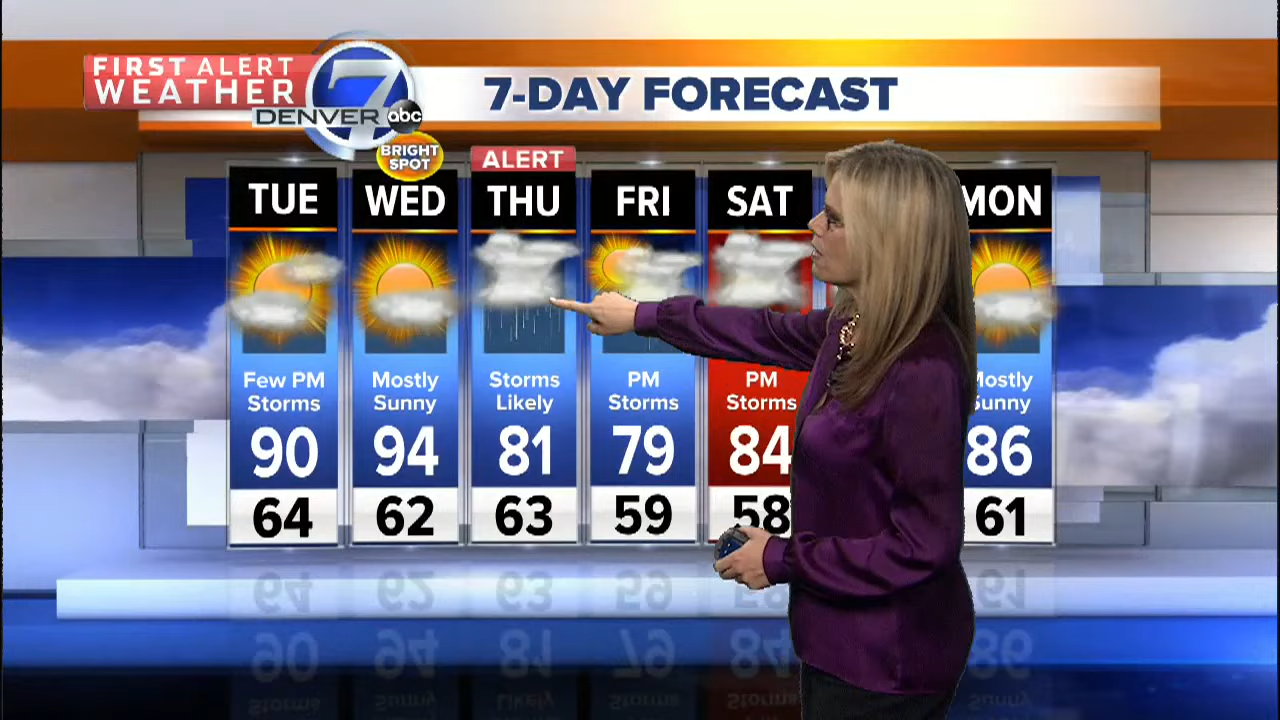 FIRST ALERT
WEATHER
7
DENVER abc
7-DAY FORECAST
BRIGHT
SPOT
ALERT
TUE WED THU FRI SAT MON
Few PM Mostly Storms PM PM Mostly
Storms Sunny Likely Storms Storms Sunny
90 94 81 79 84 86
64 62 63 59 58 61